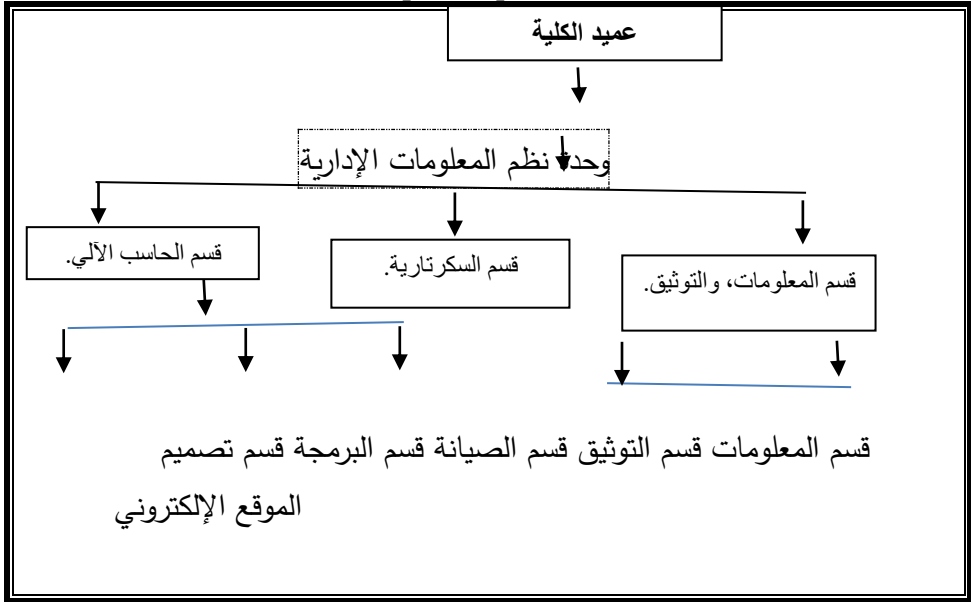 عميد الكلية
وحدة نظم المعلومات الإدارية
قسم المعلومات، والتوثيق.
قسم السكرتارية.
قسم الحاسب الآلي.
قسم المعلومات قسم التوثيق قسم الصيانة قسم البرمجة قسم تصميم
الموقع الإلكتروني